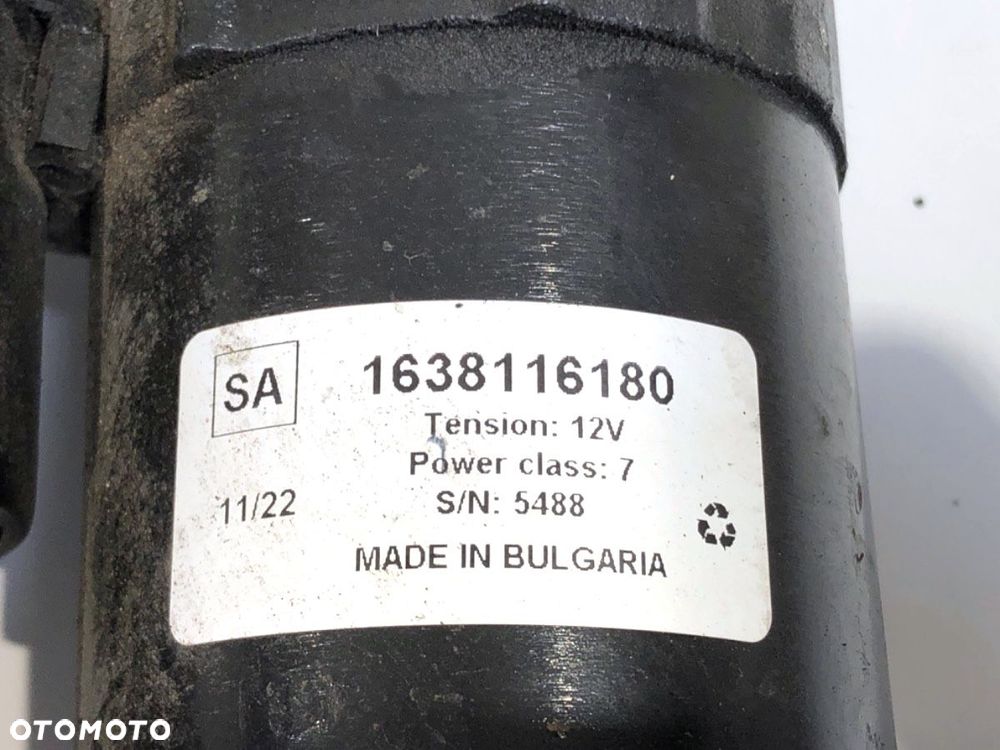 SA
1638116180
Tension: 12V
Power class: 7
11/22
S/N: 5488
MADE IN BULGARIA
OTOMOTO